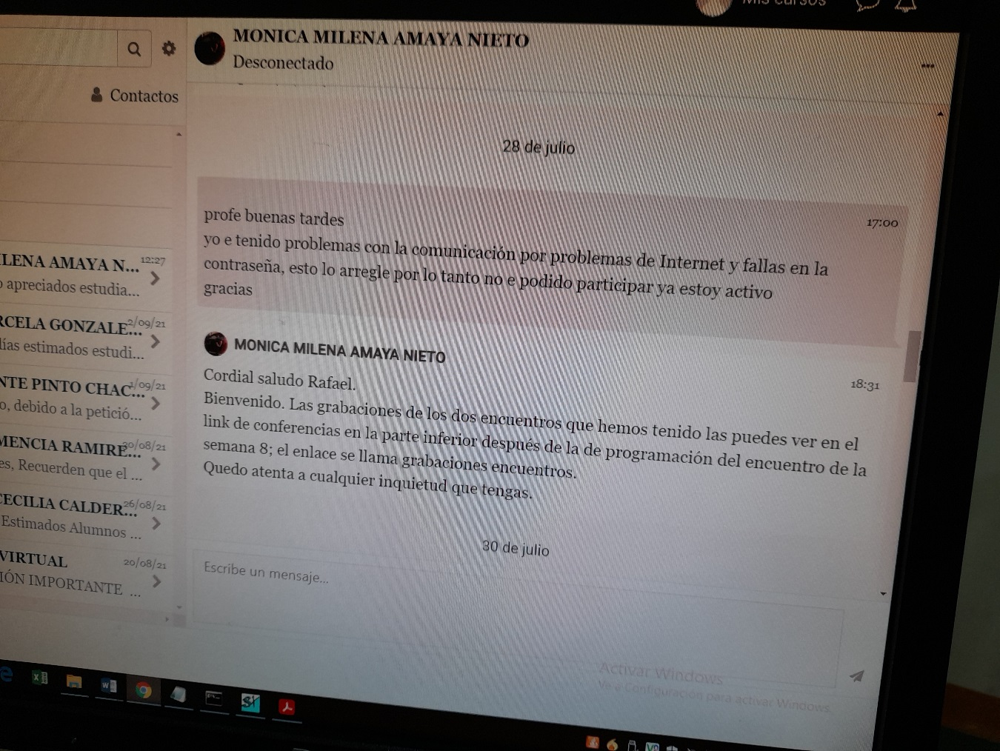 Mis cursos
MONICA MILENA AMAYA NIETO
Desconectado
Contactos
28 de julio
profe buenas tardes
17:00
yo e tenido problemas con la comunicación por problemas de Internet y fallas en la
contraseña, esto lo arregle por lo tanto no e podido participar ya estoy activo
gracias
MONICA MILENA AMAYA NIETO
18:31
Cordial saludo Rafael.
Bienvenido. Las grabaciones de los dos encuentros que hemos tenido las puedes ver en el
link de conferencias en la parte inferior después de la de programación del encuentro de la
semana 8; el enlace se llama grabaciones encuentros.
Quedo atenta a cualquier inquietud que tengas.
30 de julio
Escribe un mensaje...
LENA AMAYA N... 12:27
o apreciados estudia...
RCELA GONZALE... 2/09/21
días estimados estudi...
NTE PINTO CHAC... 1/09/21
o, debido a la petició...
MENCIA RAMIRE... 30/08/21
es, Recuerden que el ...
CECILIA CALDER... 26/08/21
Estimados Alumnos ...
VIRTUAL 20/08/21
IÓN IMPORTANTE ...
Activar Windows
Ve a Configuración para activar Windows.